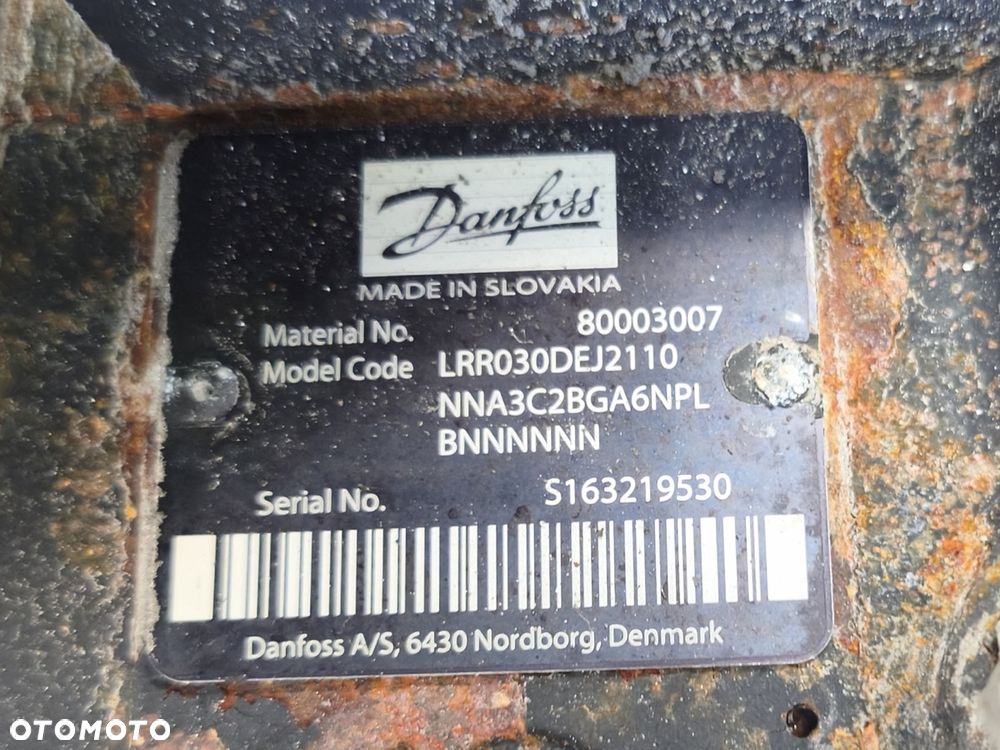 Danfoss
MADE IN SLOVAKIA
Material No. 80003007
Model Code LRR030DEJ2110
NNA3C2BGA6NPL
BNNNNNN
Serial No. S163219530
Danfoss A/S, 6430 Nordborg, Denmark
OTOMOTO